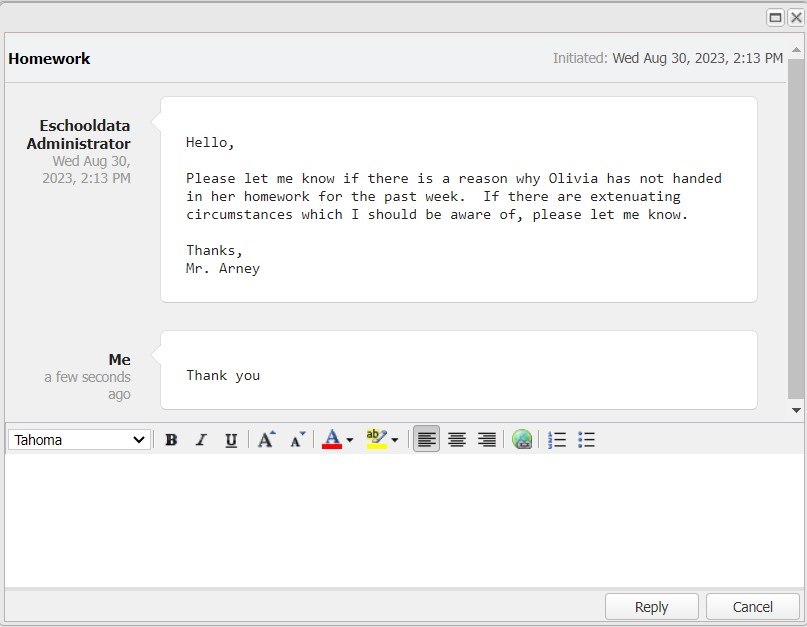 Homework
Initiated: Wed Aug 30, 2023, 2:13 PM
Eschooldata
Administrator
Wed Aug 30,
2023, 2:13 PM
Hello,
Please let me know if there is a reason why Olivia has not handed
in her homework for the past week.  If there are extenuating
circumstances which I should be aware of, please let me know.
Thanks,
Mr. Arney
Me
a few seconds
ago
Thank you
Tahoma
B I U A A A ab
Reply
Cancel